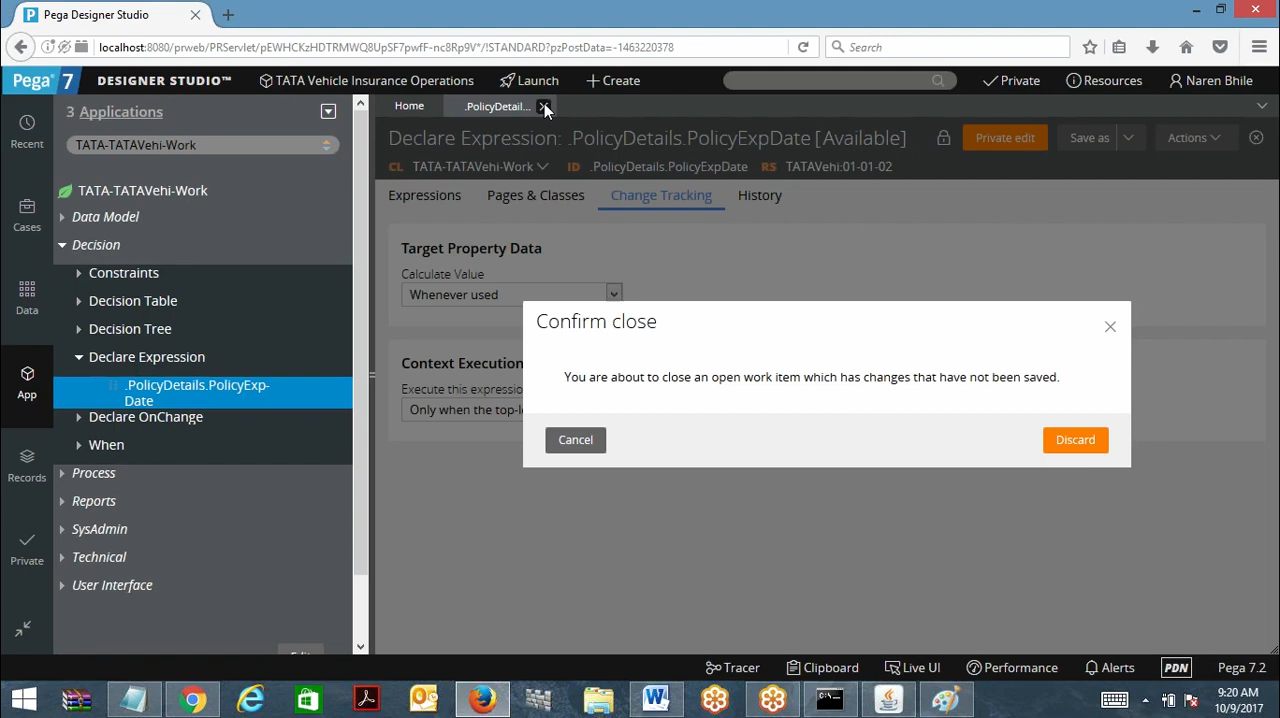 Pega Designer Studio
localhost:8080/prweb/PRServlet/pEWHCKzHDTRMWQ8UpSF7pwfF-nc8Rp9V*/!STANDARD?pzPostData=-1463220378
Search
Pega 7 DESIGNER STUDIO™ TATA Vehicle Insurance Operations Launch Create Private Resources Naren Bhile
3 Applications
TATA-TATAVehi-Work
TATA-TATAVehi-Work
Data Model
Decision
Constraints
Decision Table
Decision Tree
Declare Expression
.PolicyDetails.PolicyExp-
Date
Declare OnChange
When
Process
Reports
SysAdmin
Technical
User Interface
Recent
Cases
Data
App
Records
Private
Home .PolicyDetail...
Declare Expression: .PolicyDetails.PolicyExpDate [Available]
Private edit Save as Actions
CL TATA-TATAVehi-Work ID .PolicyDetails.PolicyExpDate RS TATAVehi:01-01-02
Expressions Pages & Classes Change Tracking History
Target Property Data
Calculate Value
Whenever used
Context Execution
Execute this expressio
Only when the top-l
Confirm close
You are about to close an open work item which has changes that have not been saved.
Cancel Discard
Tracer Clipboard Live UI Performance Alerts PDN Pega 7.2
9:20 AM
10/9/2017